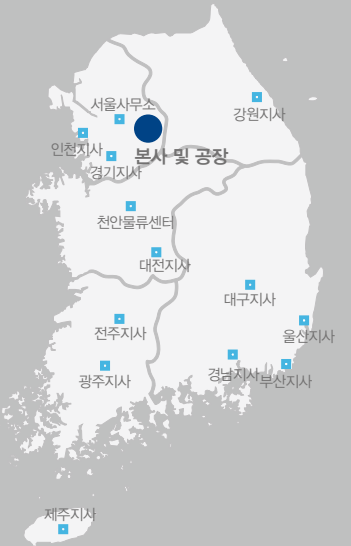 서울사무소
강원지사
인천지사
본사 및 공장
경기지사
천안물류센터
대전지사
대구지사
전주지사
울산지사
광주지사
경남지사
부산지사
제주지사